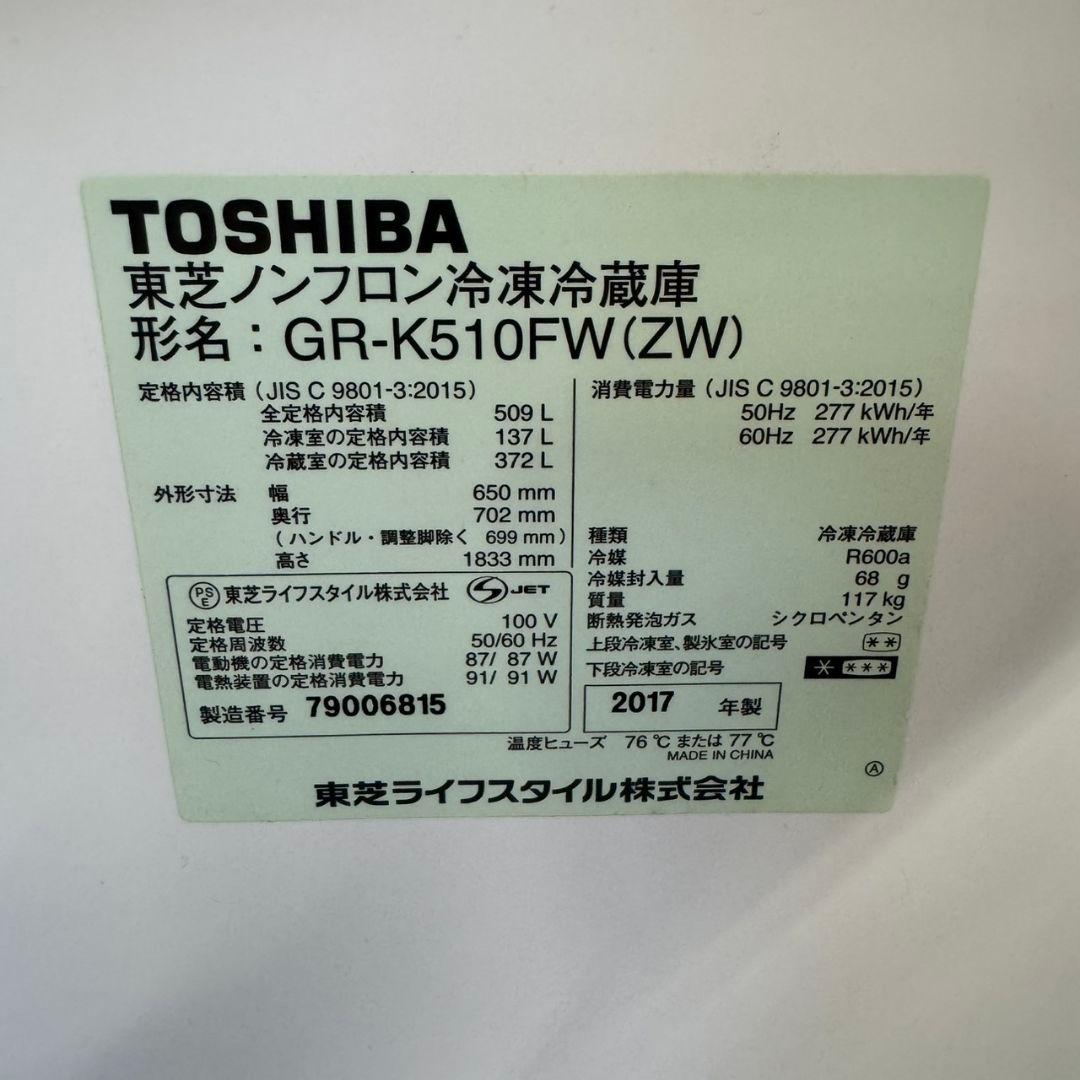 TOSHIBA
東芝ノンフロン冷凍冷蔵庫
形名：GR-K510FW(ZW)
定格内容積（JIS C 9801-3:2015）
全定格内容積 509 L
冷凍室の定格内容積 137 L
冷蔵室の定格内容積 372 L
外形寸法 幅 650 mm
奥行 702 mm
（ハンドル・調整脚除く 699 mm）
高さ 1833 mm
PSE 東芝ライフスタイル株式会社 S JET
定格電圧 100 V
定格周波数 50/60 Hz
電動機の定格消費電力 87/ 87 W
電熱装置の定格消費電力 91/ 91 W
製造番号 79006815
消費電力量（JIS C 9801-3:2015）
50Hz 277 kWh/年
60Hz 277 kWh/年
種類 冷凍冷蔵庫
冷媒 R600a
冷媒封入量 68 g
質量 117 kg
断熱発泡ガス シクロペンタン
上段冷凍室、製氷室の記号 **
下段冷凍室の記号 * ***
2017 年製
温度ヒューズ 76 ℃ または 77 ℃
MADE IN CHINA
Ⓐ
東芝ライフスタイル株式会社